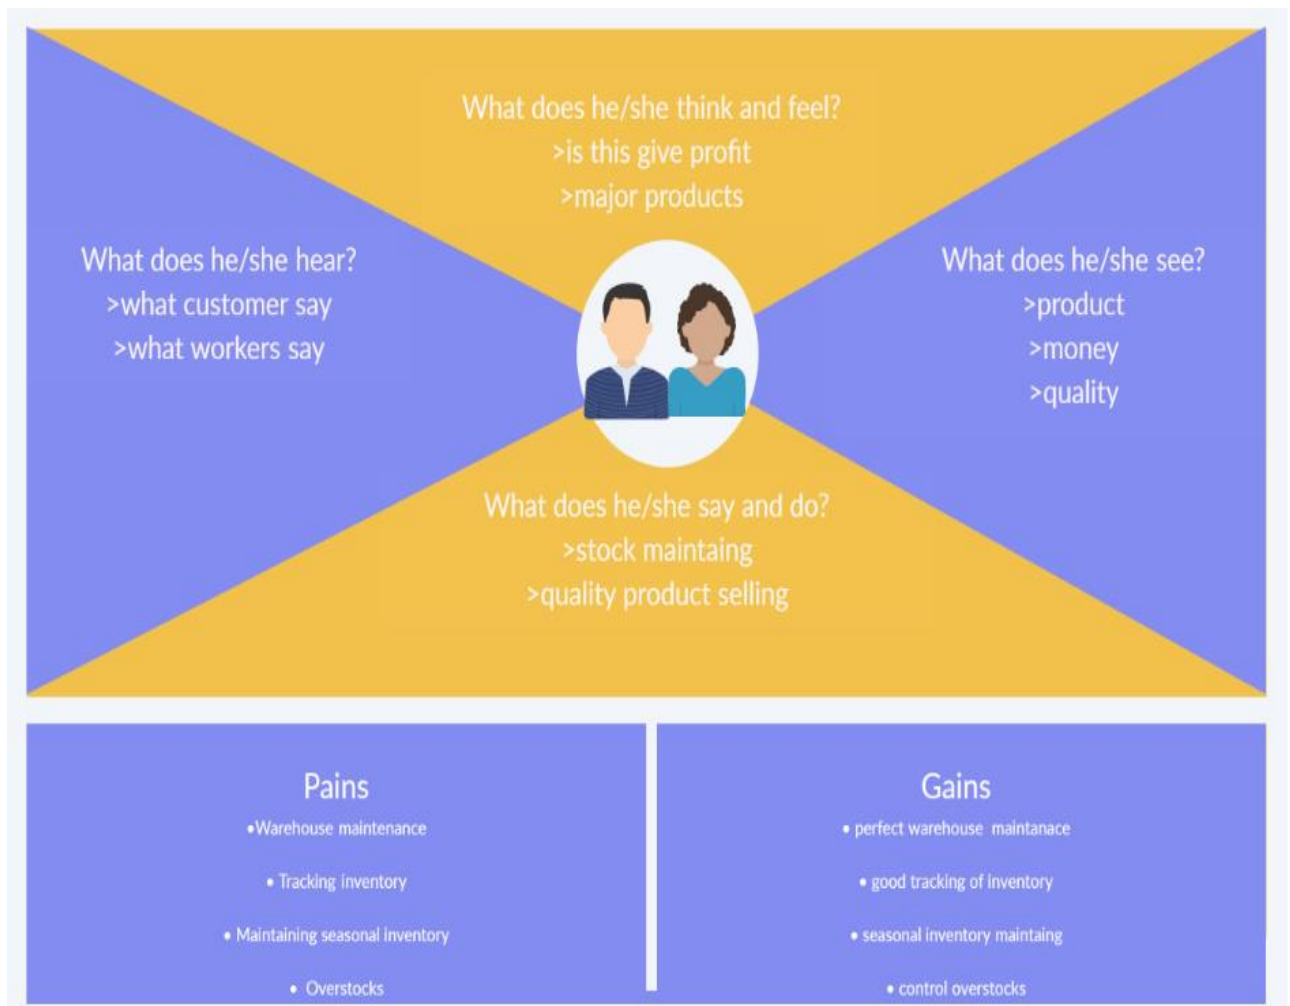 What does he/she think and feel?
>is this give profit
>major products
What does he/she hear?
>what customer say
>what workers say
What does he/she see?
>product
>money
>quality
What does he/she say and do?
>stock maintaing
>quality product selling
Pains
•Warehouse maintenance
• Tracking inventory
• Maintaining seasonal inventory
• Overstocks
Gains
• perfect warehouse maintanace
• good tracking of inventory
• seasonal inventory maintaing
• control overstocks